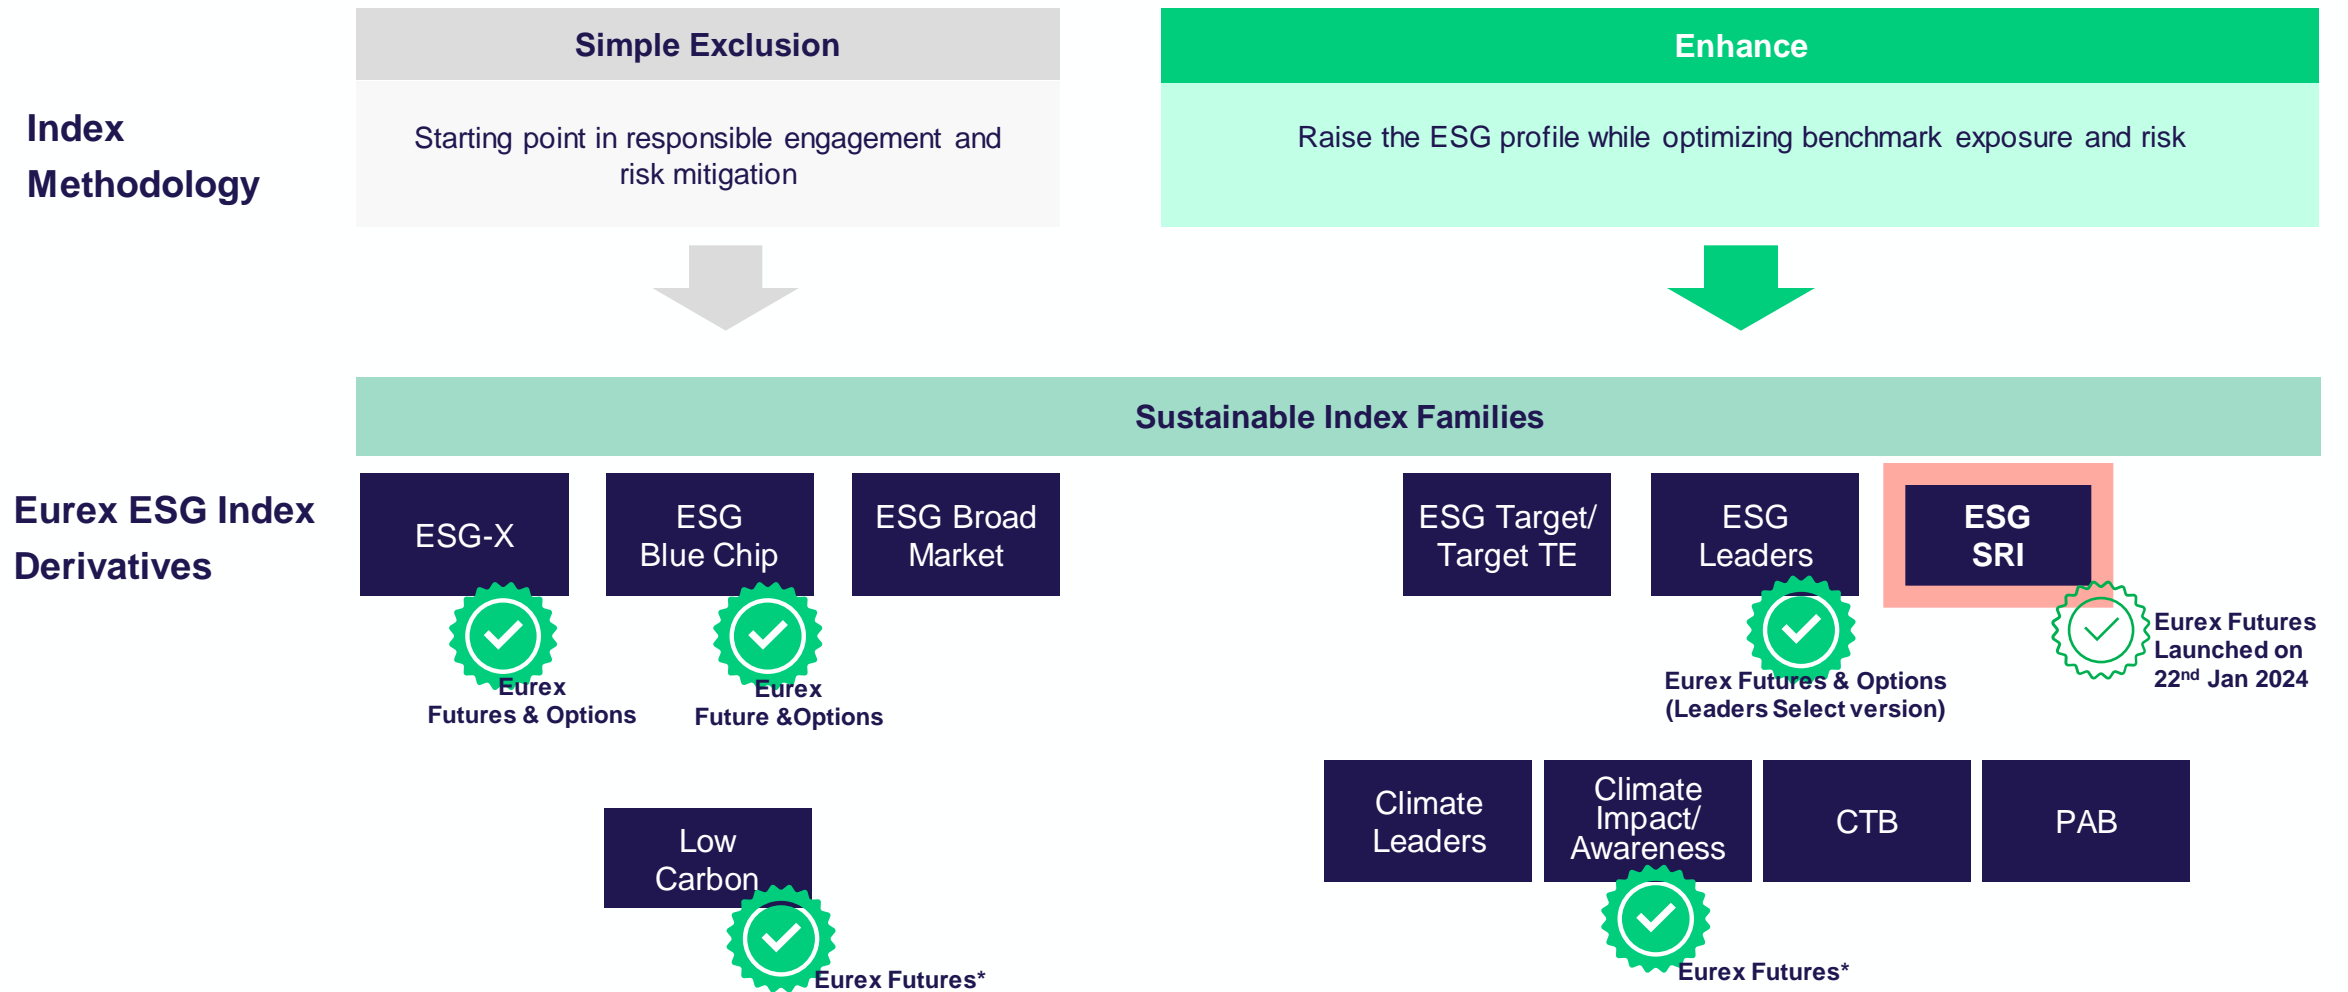 Simple Exclusion
Enhance
Index
Methodology
Starting point in responsible engagement and
risk mitigation
Raise the ESG profile while optimizing benchmark exposure and risk
Sustainable Index Families
Eurex ESG Index
Derivatives
ESG-X
ESG
Blue Chip
ESG Broad
Market
ESG Target/
Target TE
ESG
Leaders
ESG
SRI
Eurex
Futures & Options
Eurex
Future &Options
Eurex Futures & Options
(Leaders Select version)
Eurex Futures
Launched on
22nd Jan 2024
Low
Carbon
Eurex Futures*
Climate
Leaders
Climate
Impact/
Awareness
CTB
PAB
Eurex Futures*